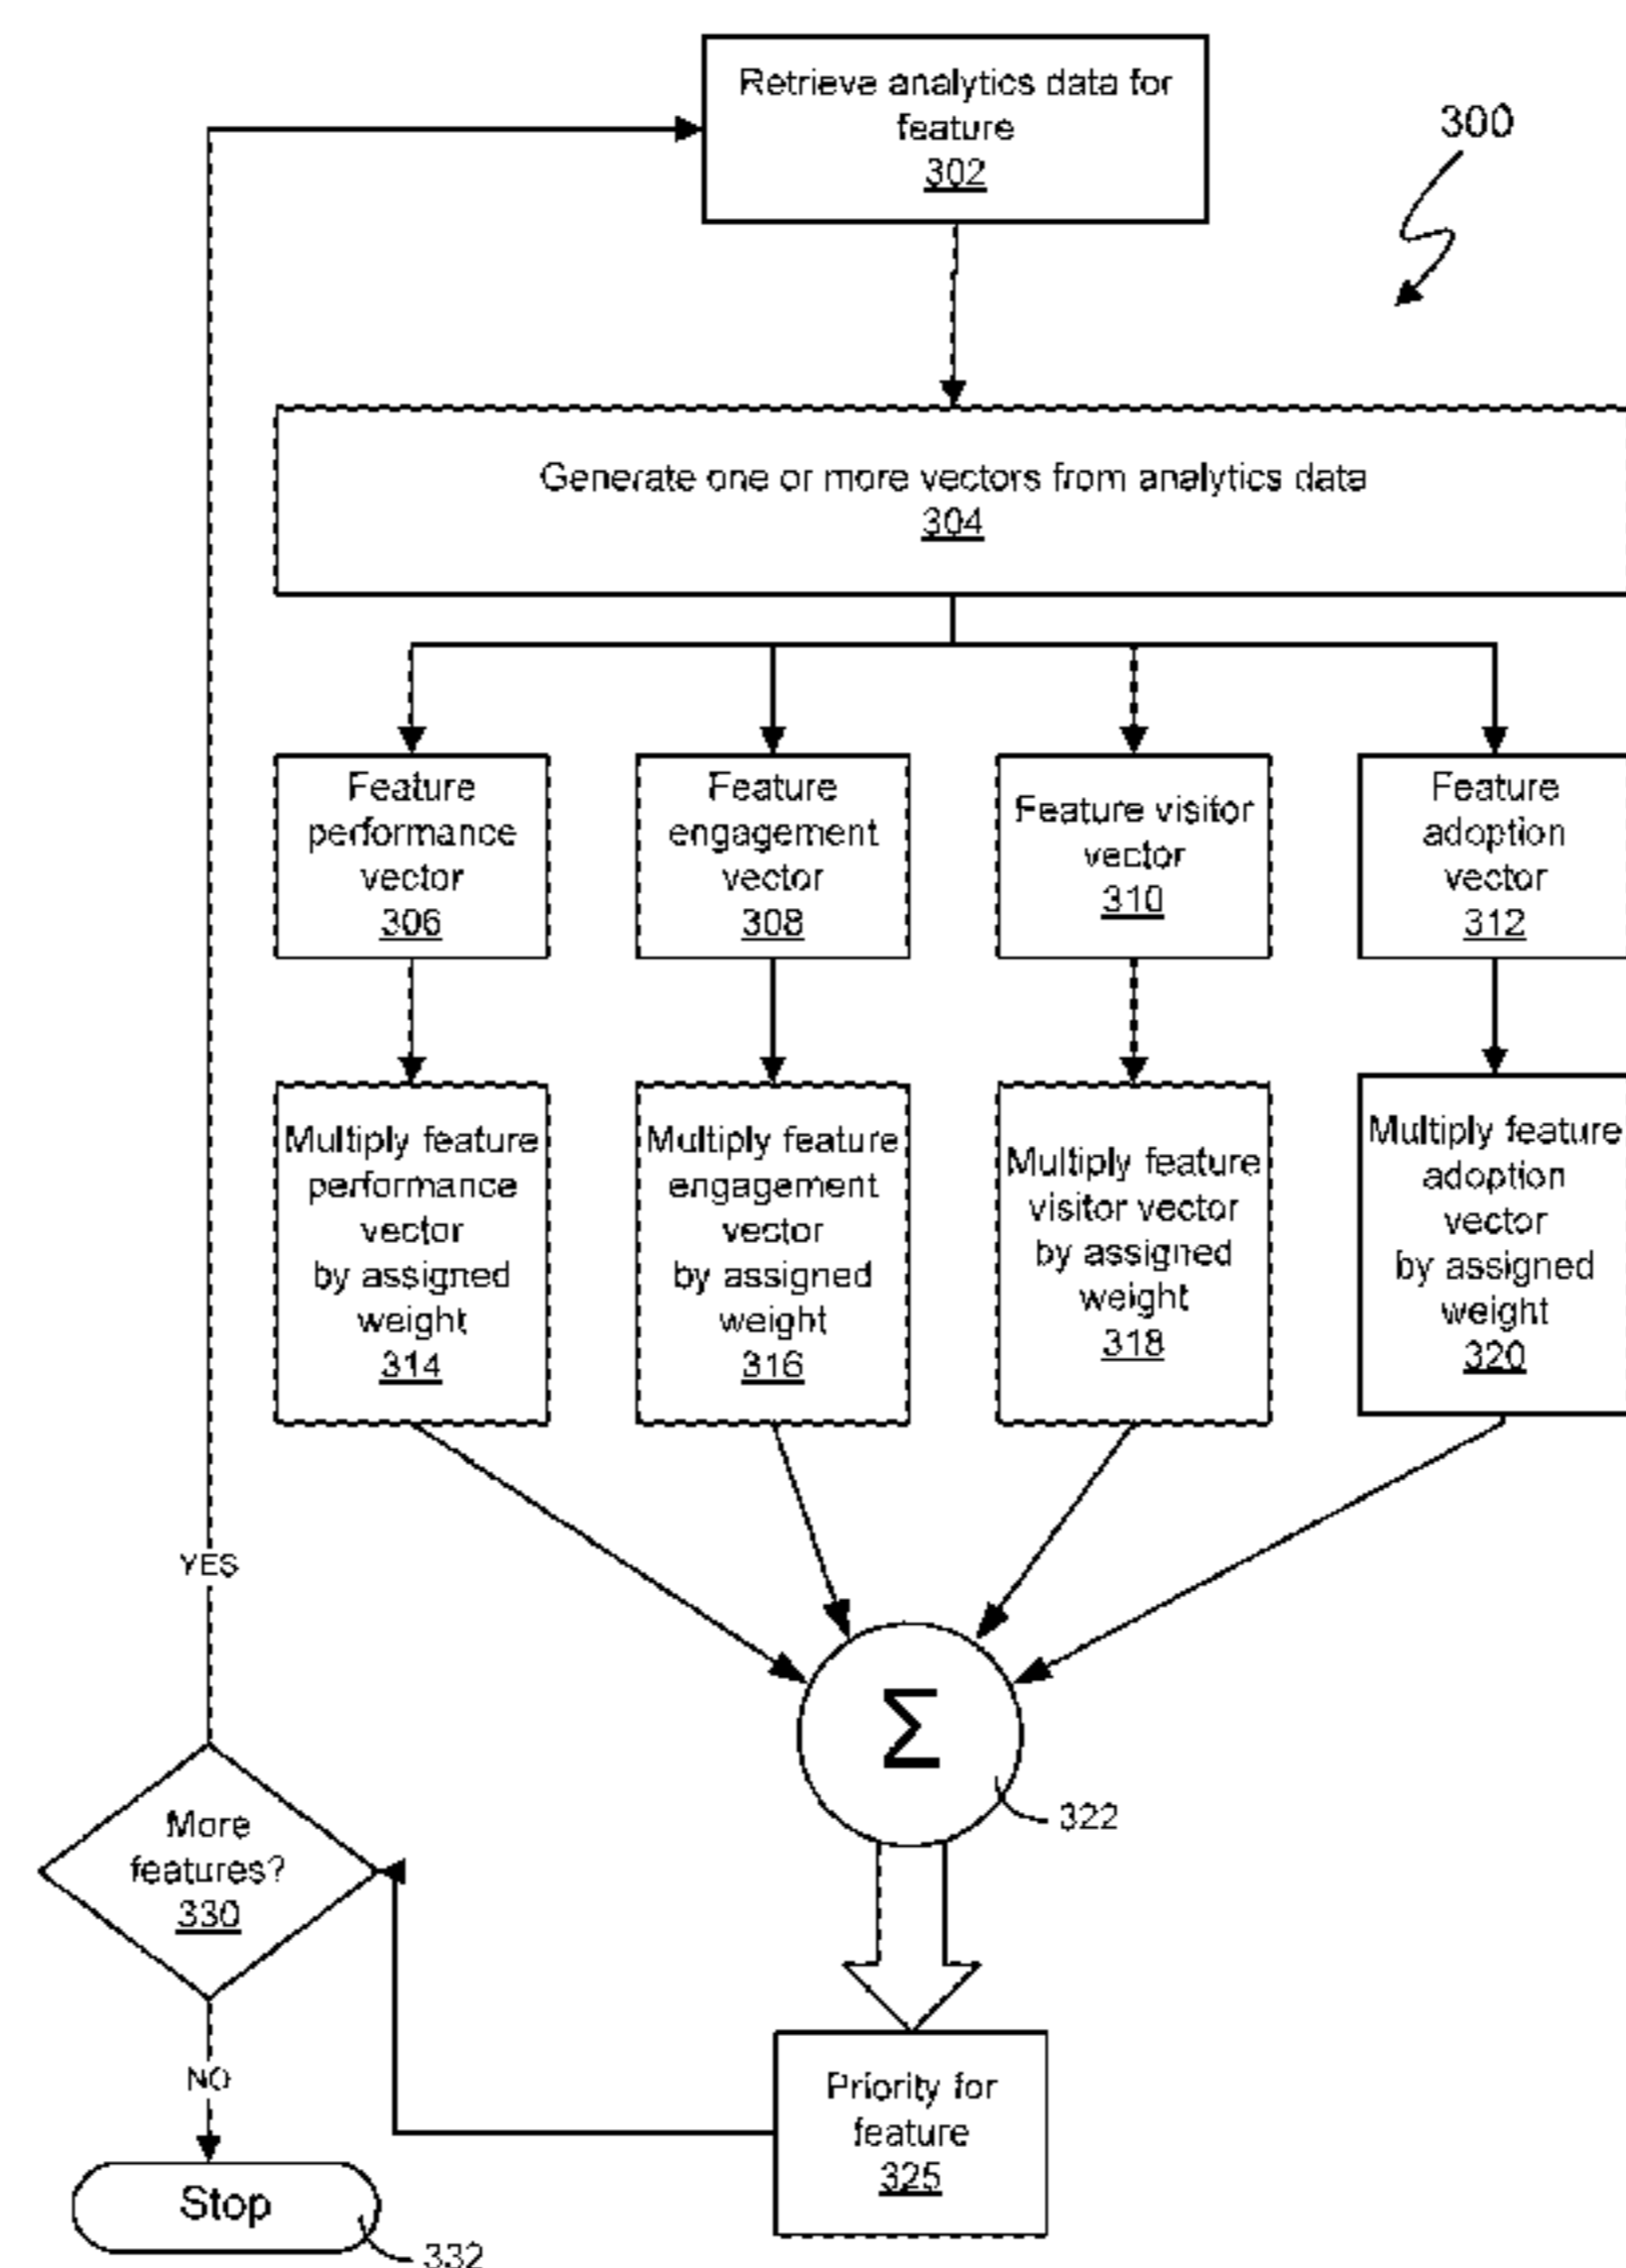 Retrieve analytics data for
feature
302
300
Generate one or more vectors from analytics data
304
Feature
performance
vector
306
Feature
engagement
vector
308
Feature visitor
vector
310
Feature
adoption
vector
312
Multiply feature
performance
vector
by assigned
weight
314
Multiply feature
engagement
vector
by assigned
weight
316
Multiply feature
visitor vector
by assigned
weight
318
Multiply feature
adoption
vector
by assigned
weight
320
YES
Σ
322
More
features?
330
NO
Priority for
feature
325
Stop
332